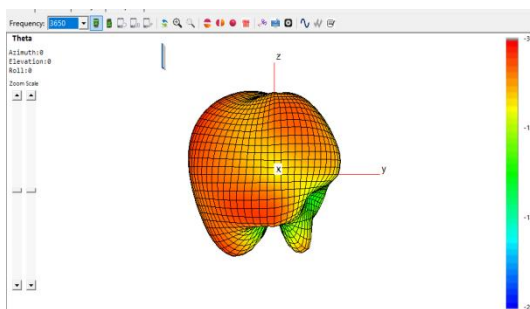 Frequency: 3650
Theta
Azimuth:0
Elevation:0
Roll:0
Zoom Scale
z
x
y